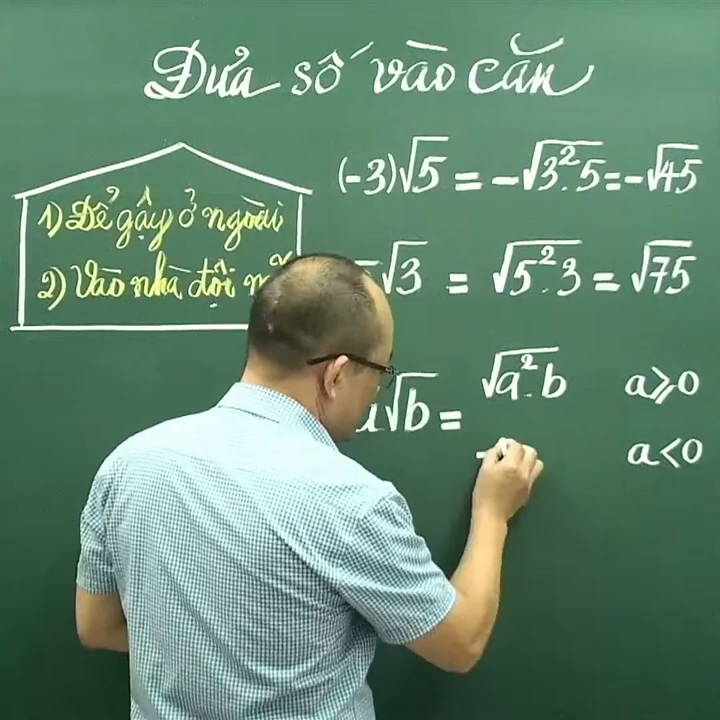 Đưa số vào căn
1) Để gậy ở ngoài
2) Vào nhà đội
(-3)√5 = -√3².5 = -√45
√3 = √5².3 = √75
a√b = √a².b a⩾0
- a<0